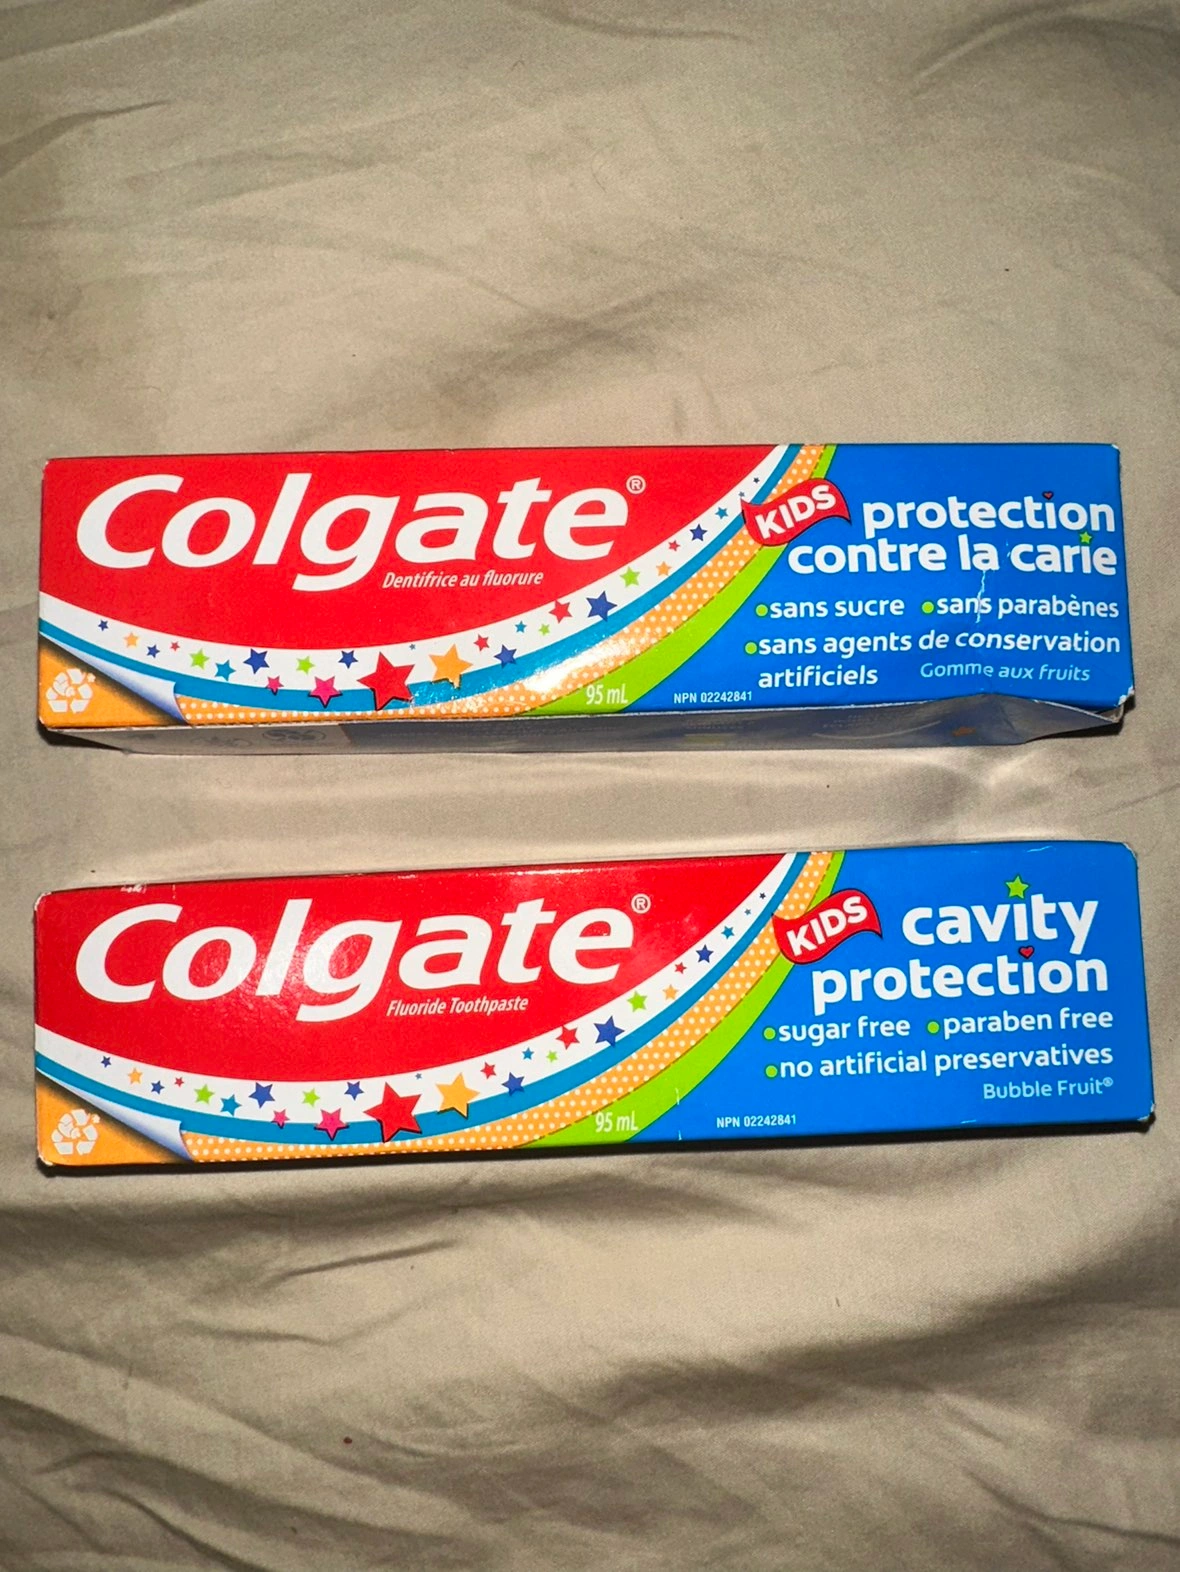 Colgate®
Dentifrice au fluorure
KIDS
protection
contre la carie
sans sucre sans parabènes
sans agents de conservation
artificiels Gomme aux fruits
95 mL NPN 02242841
Colgate®
Fluoride Toothpaste
KIDS
cavity
protection
sugar free paraben free
no artificial preservatives
Bubble Fruit®
95 mL NPN 02242841